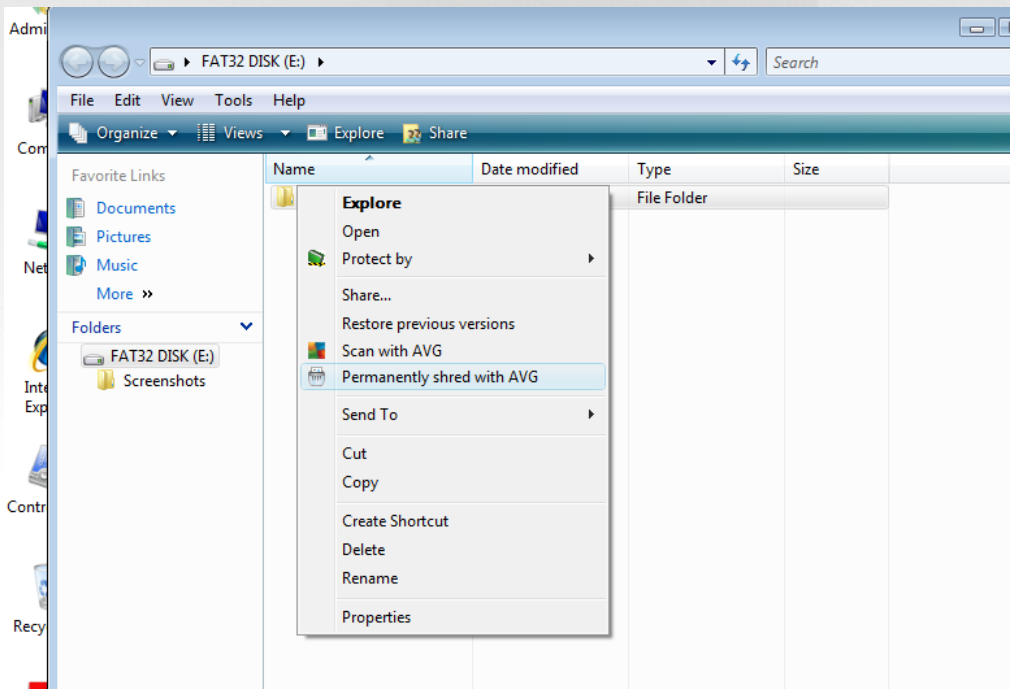 Admi
FAT32 DISK (E:)
Search
File Edit View Tools Help
Organize Views Explore Share
Com
Favorite Links
Documents
Pictures
Music
More »
Folders
FAT32 DISK (E:)
Screenshots
Net
Inte
Exp
Contr
Recy
Name Date modified Type Size
File Folder
Explore
Open
Protect by
Share...
Restore previous versions
Scan with AVG
Permanently shred with AVG
Send To
Cut
Copy
Create Shortcut
Delete
Rename
Properties